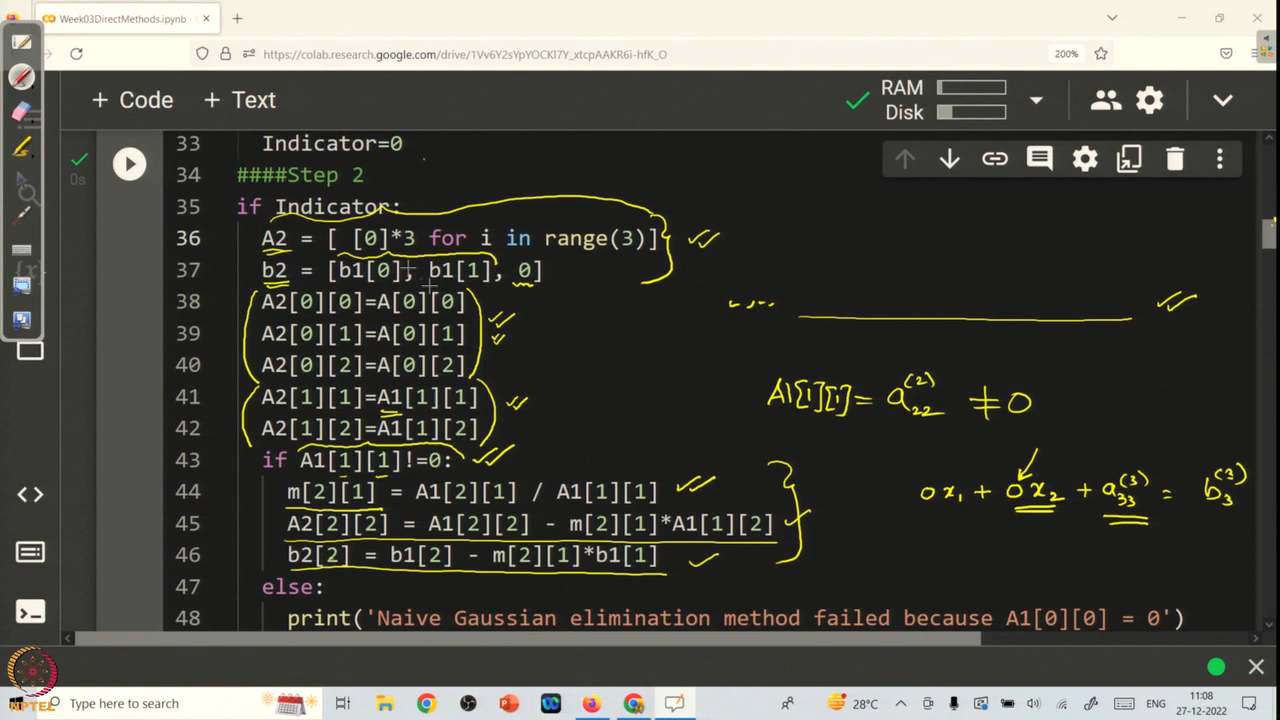 Week03DirectMethods.ipynb
https://colab.research.google.com/drive/1Vv6Y2sYpYOCKl7Y_xtcpAAKR6i-hfK_O
200%
+ Code + Text
RAM
Disk
0s
33 Indicator=0
34 ####Step 2
35 if Indicator:
36 A2 = [ [0]*3 for i in range(3)]
37 b2 = [b1[0], b1[1], 0]
38 A2[0][0]=A[0][0]
39 A2[0][1]=A[0][1]
40 A2[0][2]=A[0][2]
41 A2[1][1]=A1[1][1]
42 A2[1][2]=A1[1][2]
43 if A1[1][1]!=0:
44 m[2][1] = A1[2][1] / A1[1][1]
45 A2[2][2] = A1[2][2] - m[2][1]*A1[1][2]
46 b2[2] = b1[2] - m[2][1]*b1[1]
47 else:
48 print('Naive Gaussian elimination method failed because A1[0][0] = 0')
A1[1][1] = a₂₂⁽²⁾ ≠ 0
0x₁ + 0x₂ + a₃₃⁽³⁾ = b₃⁽³⁾
NPTEL
Type here to search
28°C
ENG
11:08
27-12-2022